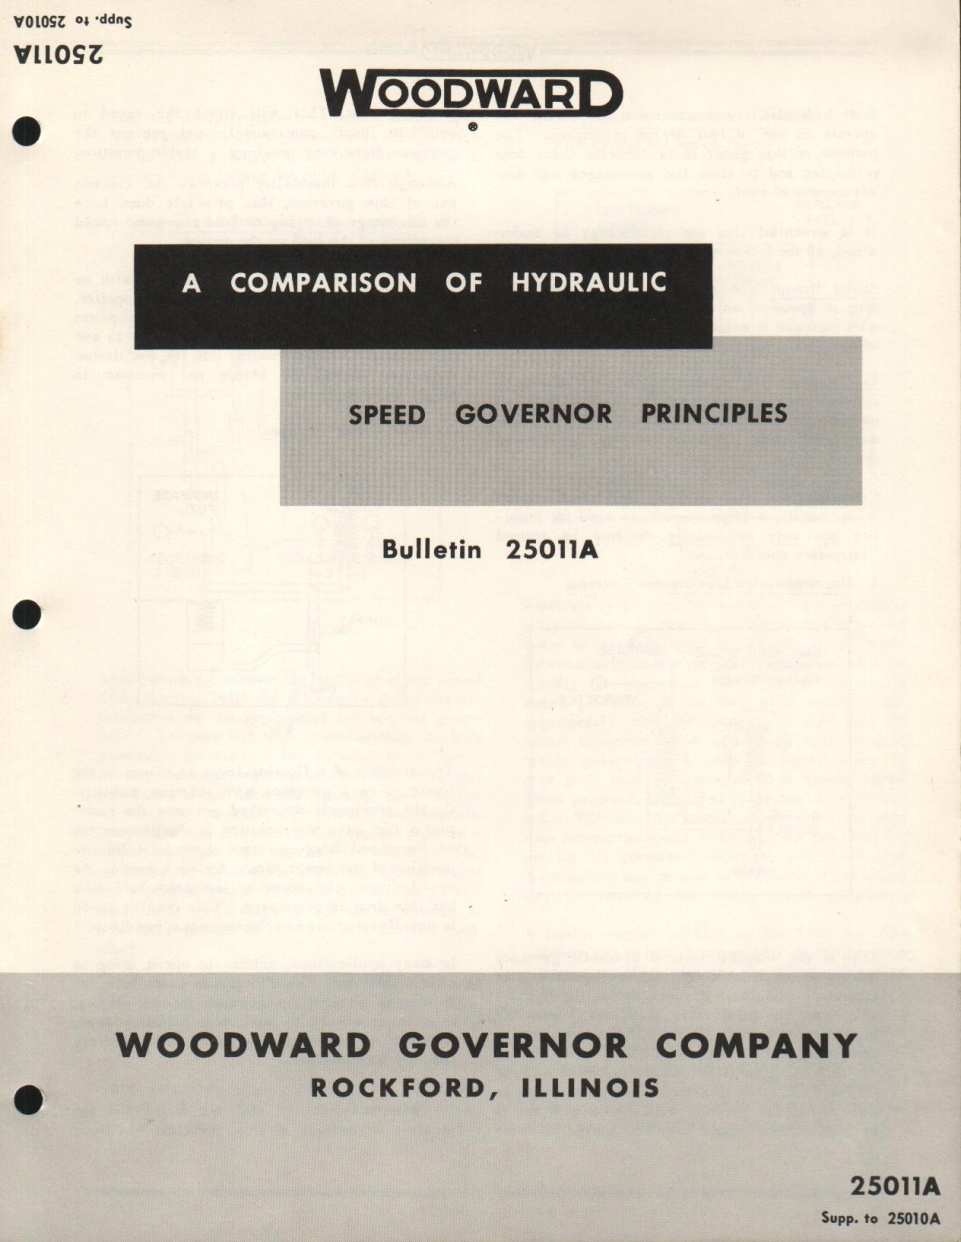 Supp. to 25010A
25011A
WOODWARD
®
A COMPARISON OF HYDRAULIC
SPEED GOVERNOR PRINCIPLES
Bulletin 25011A
WOODWARD GOVERNOR COMPANY
ROCKFORD, ILLINOIS
25011A
Supp. to 25010A